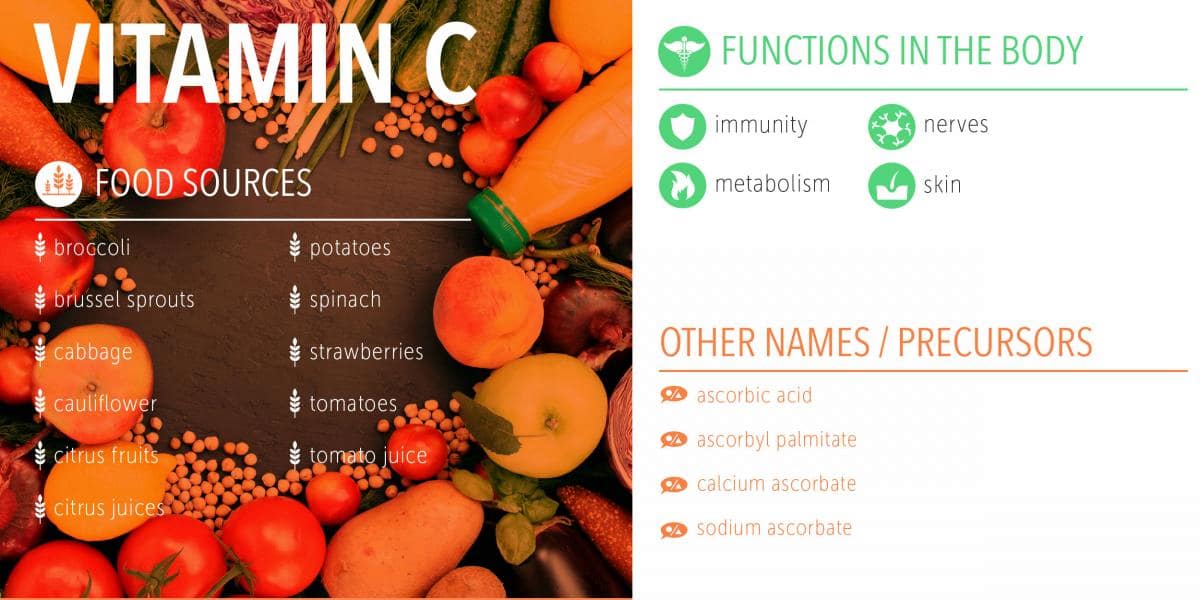 VITAMIN C
FOOD SOURCES
broccoli
brussel sprouts
cabbage
cauliflower
citrus fruits
citrus juices
potatoes
spinach
strawberries
tomatoes
tomato juice
FUNCTIONS IN THE BODY
immunity
metabolism
nerves
skin
OTHER NAMES / PRECURSORS
ascorbic acid
ascorbyl palmitate
calcium ascorbate
sodium ascorbate